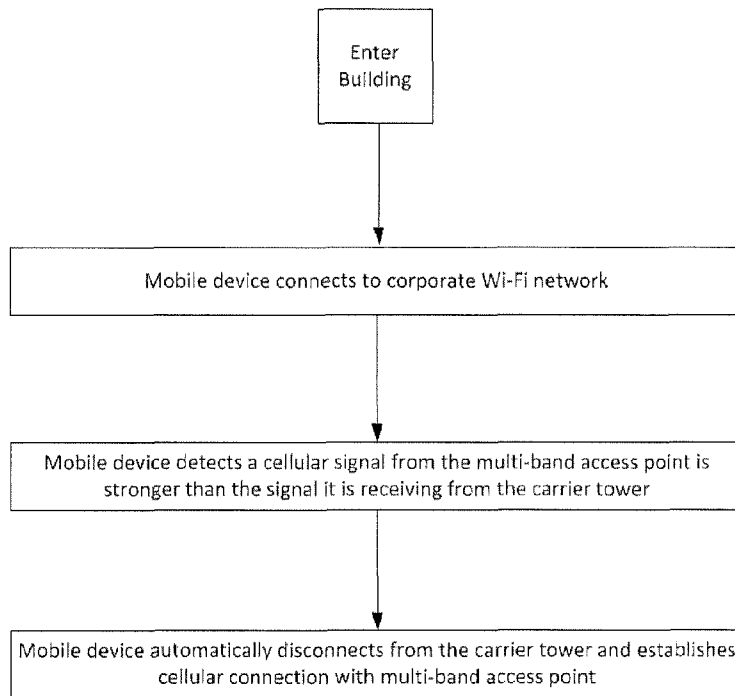 Enter
Building
Mobile device connects to corporate Wi-Fi network
Mobile device detects a cellular signal from the multi-band access point is
stronger than the signal it is receiving from the carrier tower
Mobile device automatically disconnects from the carrier tower and establishes
cellular connection with multi-band access point